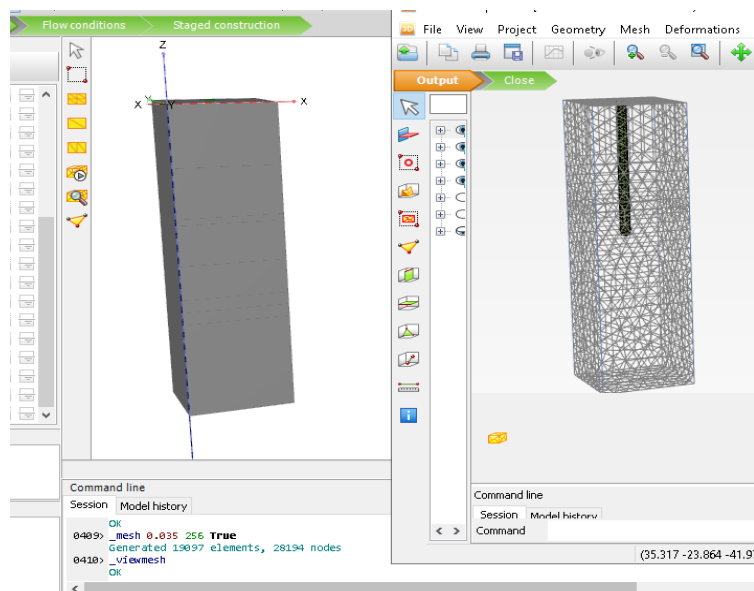 Flow conditions
Staged construction
File View Project Geometry Mesh Deformations
Output
Close
Z
X
X
Y
Command line
Session
Model history
OK
0409> _mesh 0.035 256 True
Generated 19097 elements, 28194 nodes
0410> _viewmesh
OK
Command line
Session
Model history
Command
(35.317 -23.864 -41.9